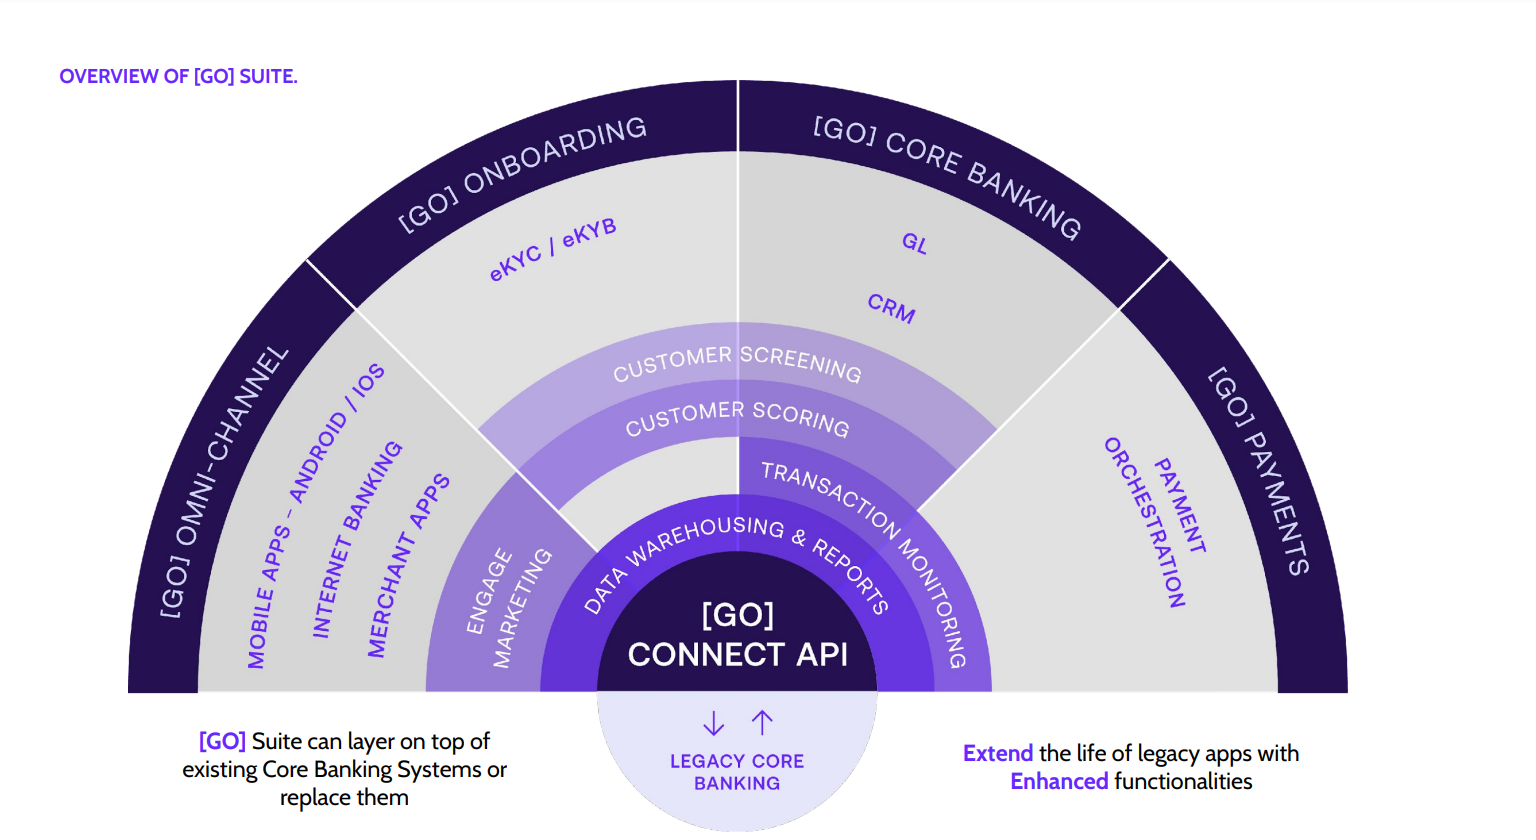 OVERVIEW OF [GO] SUITE.
[GO] OMNI-CHANNEL
[GO] ONBOARDING
[GO] CORE BANKING
[GO] PAYMENTS
MOBILE APPS - ANDROID / IOS
INTERNET BANKING
MERCHANT APPS
eKYC / eKYB
GL
CRM
PAYMENT
ORCHESTRATION
CUSTOMER SCREENING
CUSTOMER SCORING
TRANSACTION MONITORING
ENGAGE
MARKETING
DATA WAREHOUSING & REPORTS
[GO]
CONNECT API
LEGACY CORE
BANKING
[GO] Suite can layer on top of
existing Core Banking Systems or
replace them
Extend the life of legacy apps with
Enhanced functionalities